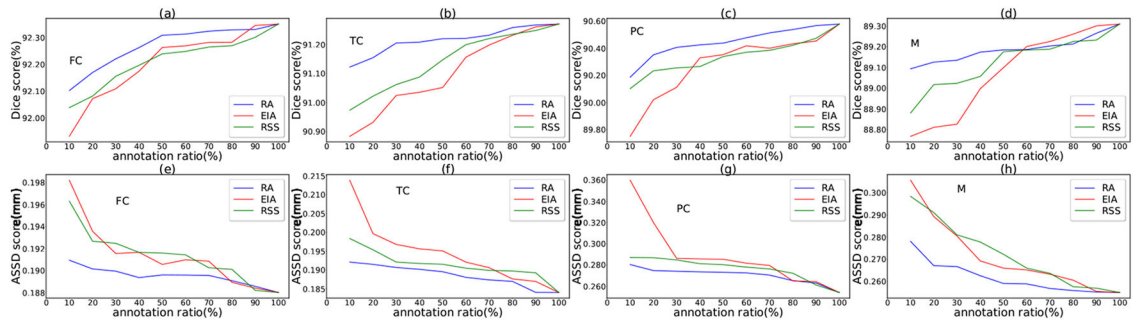 (a) (b) (c) (d)
Dice score(%) 92.30 92.20 92.10 92.00 FC RA EIA RSS
10 20 30 40 50 60 70 80 90 100
annotation ratio(%)
Dice score(%) 91.20 91.10 91.00 90.90 TC RA EIA RSS
10 20 30 40 50 60 70 80 90 100
annotation ratio(%)
Dice score(%) 90.60 90.40 90.20 90.00 89.80 PC RA EIA RSS
10 20 30 40 50 60 70 80 90 100
annotation ratio(%)
Dice score(%) 89.30 89.20 89.10 89.00 88.90 88.80 M RA EIA RSS
10 20 30 40 50 60 70 80 90 100
annotation ratio(%)
(e) (f) (g) (h)
ASSD score(mm) 0.198 0.196 0.194 0.192 0.190 0.188 FC RA EIA RSS
10 20 30 40 50 60 70 80 90 100
annotation ratio(%)
ASSD score(mm) 0.215 0.210 0.205 0.200 0.195 0.190 0.185 TC RA EIA RSS
10 20 30 40 50 60 70 80 90 100
annotation ratio(%)
ASSD score(mm) 0.360 0.340 0.320 0.300 0.280 0.260 PC RA EIA RSS
10 20 30 40 50 60 70 80 90 100
annotation ratio(%)
ASSD score(mm) 0.300 0.290 0.280 0.270 0.260 M RA EIA RSS
10 20 30 40 50 60 70 80 90 100
annotation ratio(%)